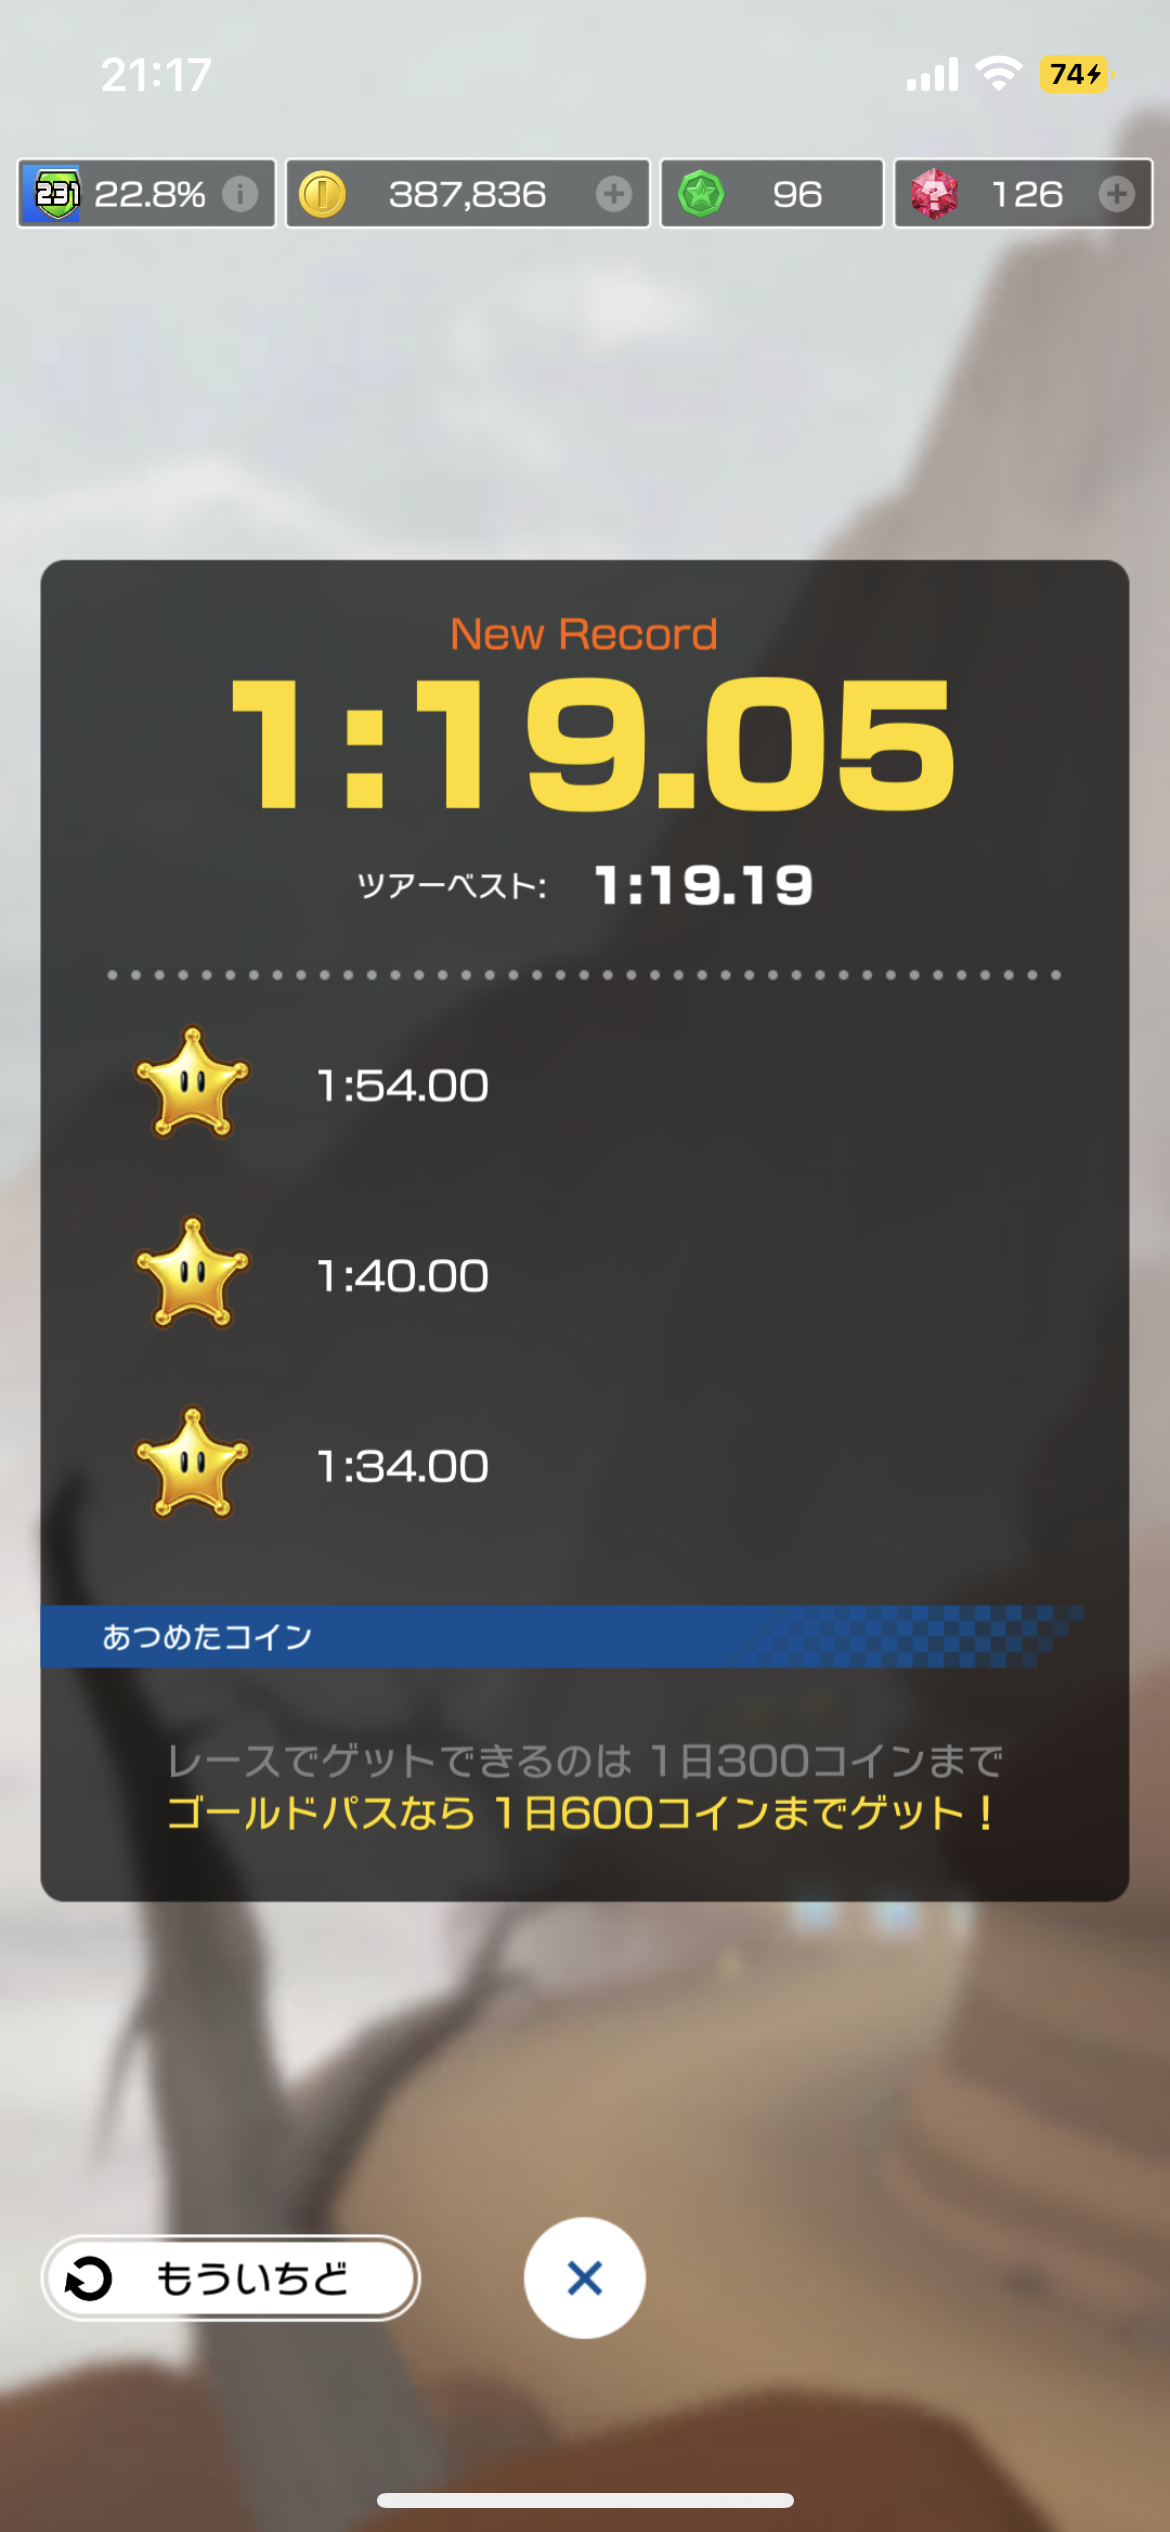 21:17
74
231 22.8% i 387,836 96 126
New Record
1:19.05
ツアーベスト: 1:19.19
1:54.00
1:40.00
1:34.00
あつめたコイン
レースでゲットできるのは 1日300コインまで
ゴールドパスなら 1日600コインまでゲット！
もういちど